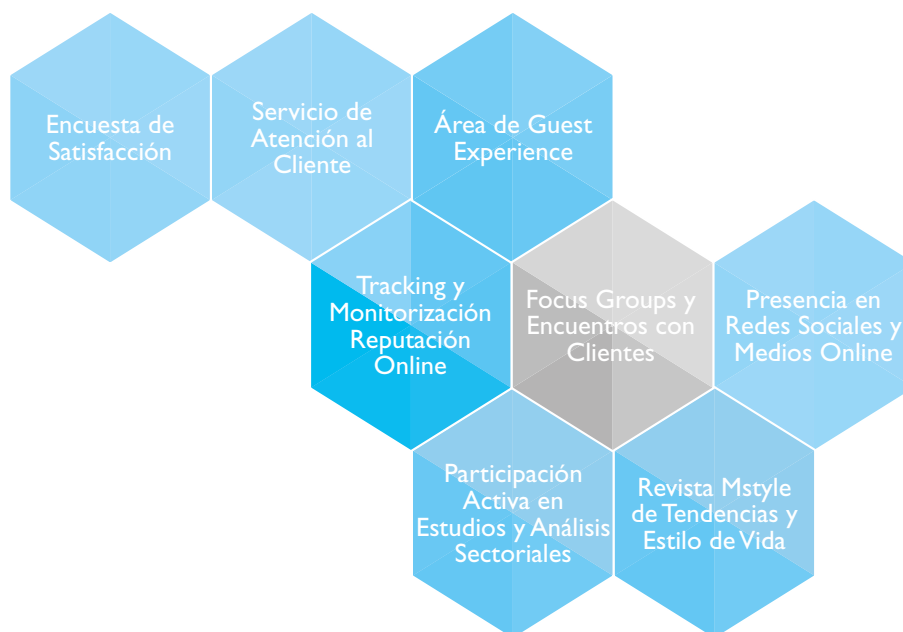 Encuesta de
Satisfacción
Servicio de
Atención al
Cliente
Área de Guest
Experience
Tracking y
Monitorización
Reputación
Online
Focus Groups y
Encuentros con
Clientes
Presencia en
Redes Sociales y
Medios Online
Participación
Activa en
Estudios y Análisis
Sectoriales
Revista Mstyle
de Tendencias y
Estilo de Vida